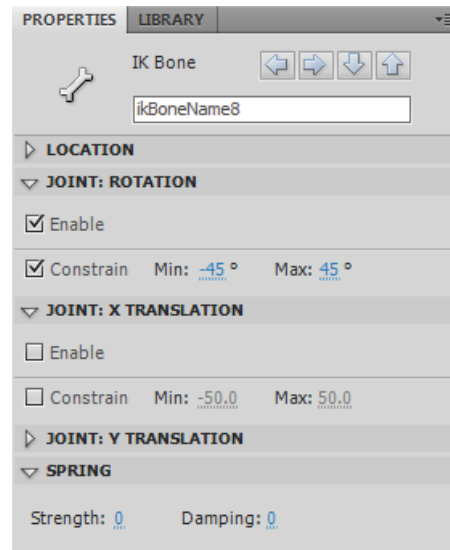 PROPERTIES LIBRARY
IK Bone
ikBoneName8
LOCATION
JOINT: ROTATION
Enable
Constrain Min: -45 ° Max: 45 °
JOINT: X TRANSLATION
Enable
Constrain Min: -50.0 Max: 50.0
JOINT: Y TRANSLATION
SPRING
Strength: 0 Damping: 0